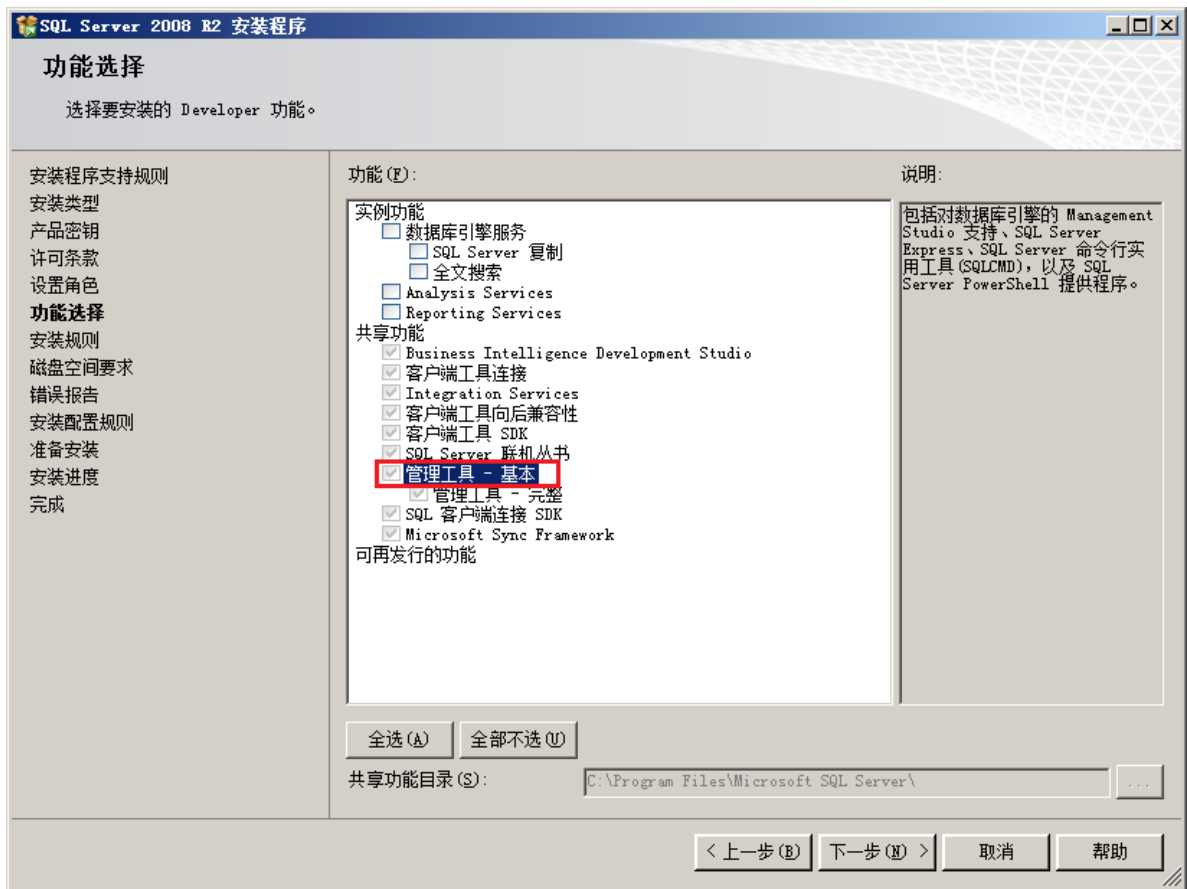 SQL Server 2008 R2 安装程序
功能选择
选择要安装的 Developer 功能。
安装程序支持规则
安装类型
产品密钥
许可条款
设置角色
功能选择
安装规则
磁盘空间要求
错误报告
安装配置规则
准备安装
安装进度
完成
功能(F):
实例功能
数据库引擎服务
SQL Server 复制
全文搜索
Analysis Services
Reporting Services
共享功能
Business Intelligence Development Studio
客户端工具连接
Integration Services
客户端工具向后兼容性
客户端工具 SDK
SQL Server 联机丛书
管理工具 - 基本
管理工具 - 完整
SQL 客户端连接 SDK
Microsoft Sync Framework
可再发行的功能
说明:
包括对数据库引擎的 Management
Studio 支持、SQL Server
Express、SQL Server 命令行实
用工具(SQLCMD)，以及 SQL
Server PowerShell 提供程序。
全选(A)
全部不选(U)
共享功能目录(S):
C:\Program Files\Microsoft SQL Server\
...
< 上一步(B)
下一步(N) >
取消
帮助